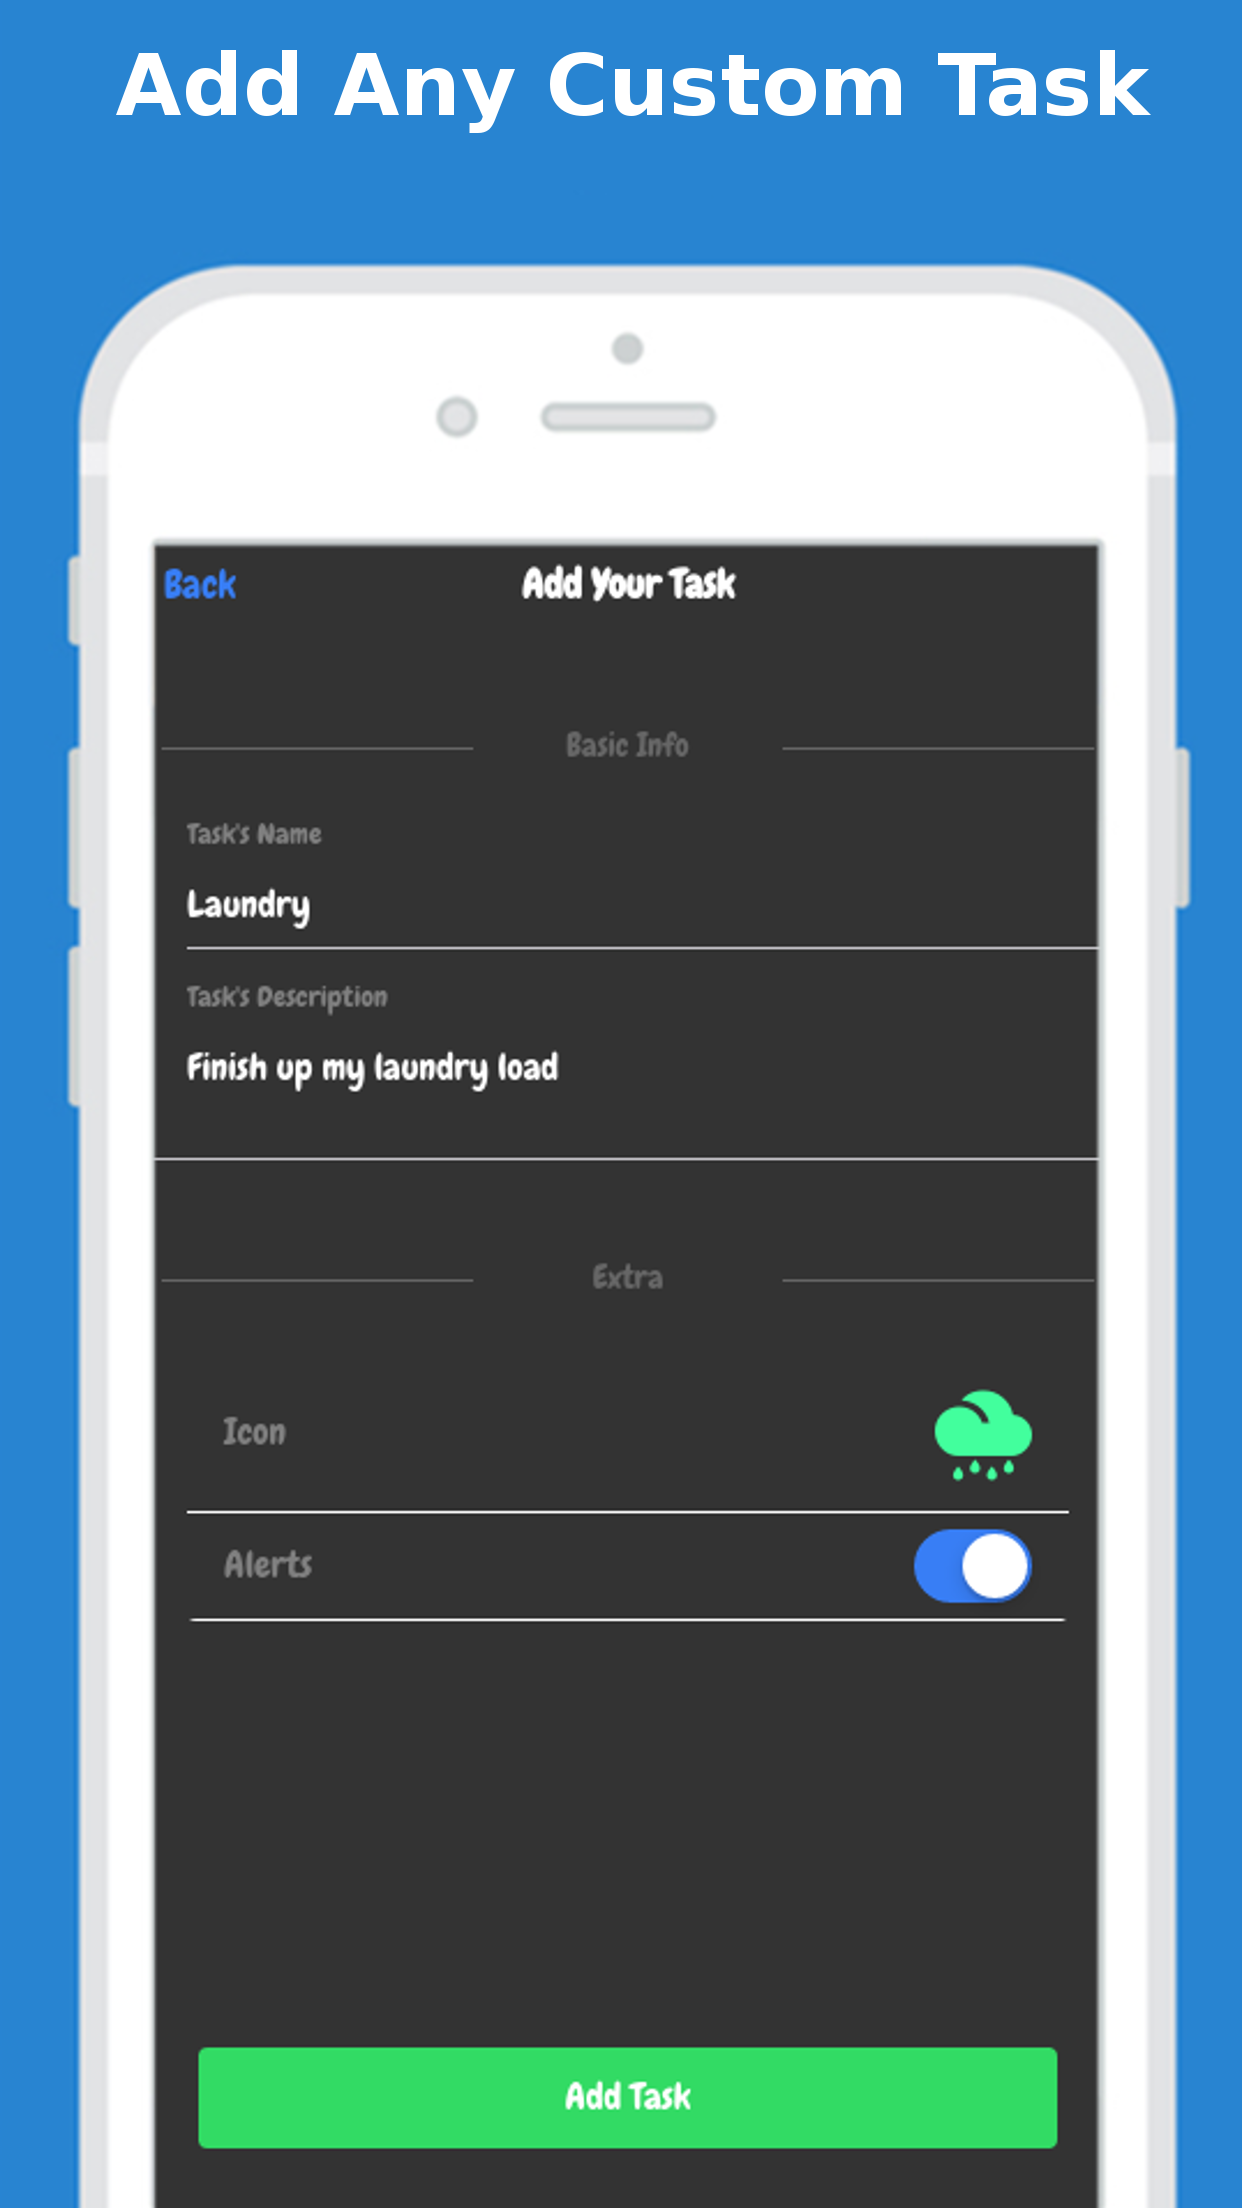 Add Any Custom Task
Back
Add Your Task
Basic Info
Task's Name
Laundry
Task's Description
Finish up my laundry load
Extra
Icon
Alerts
Add Task